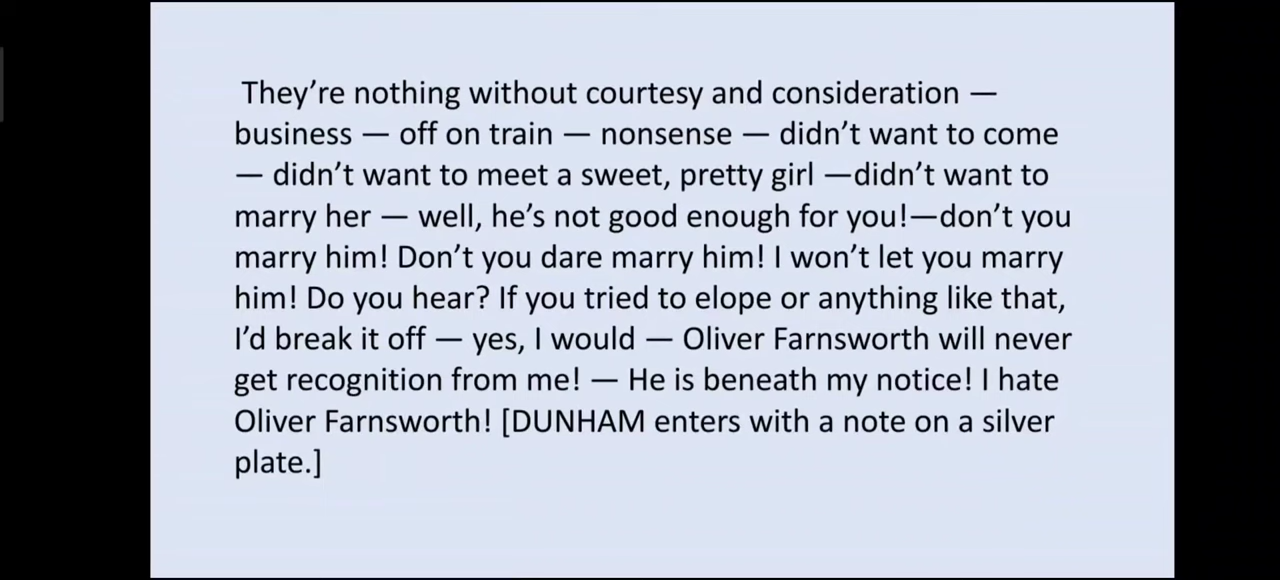 They’re nothing without courtesy and consideration —
business — off on train — nonsense — didn’t want to come
— didn’t want to meet a sweet, pretty girl —didn’t want to
marry her — well, he’s not good enough for you!—don’t you
marry him! Don’t you dare marry him! I won’t let you marry
him! Do you hear? If you tried to elope or anything like that,
I’d break it off — yes, I would — Oliver Farnsworth will never
get recognition from me! — He is beneath my notice! I hate
Oliver Farnsworth! [DUNHAM enters with a note on a silver
plate.]